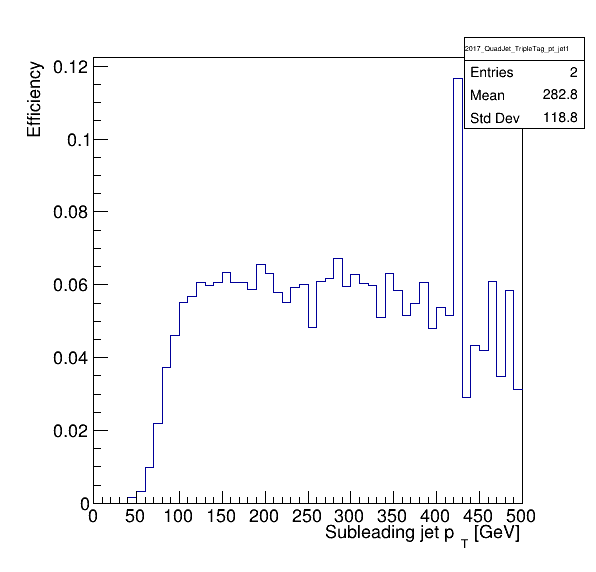 2017_QuadJet_TripleTag_pt_jet1
Entries 2
Mean 282.8
Std Dev 118.8
Efficiency
0.12
0.1
0.08
0.06
0.04
0.02
0
0 50 100 150 200 250 300 350 400 450 500
Subleading jet p T [GeV]